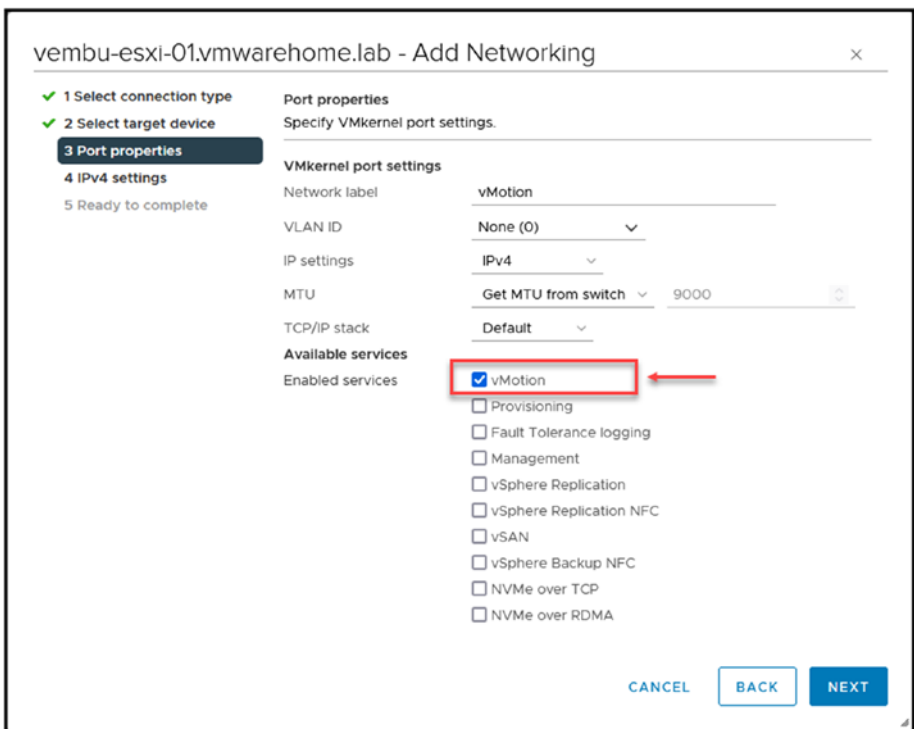 vembu-esxi-01.vmwarehome.lab - Add Networking
1 Select connection type
2 Select target device
3 Port properties
4 IPv4 settings
5 Ready to complete
Port properties
Specify VMkernel port settings.
VMkernel port settings
Network label vMotion
VLAN ID None (0)
IP settings IPv4
MTU Get MTU from switch 9000
TCP/IP stack Default
Available services
Enabled services vMotion
Provisioning
Fault Tolerance logging
Management
vSphere Replication
vSphere Replication NFC
vSAN
vSphere Backup NFC
NVMe over TCP
NVMe over RDMA
CANCEL BACK NEXT